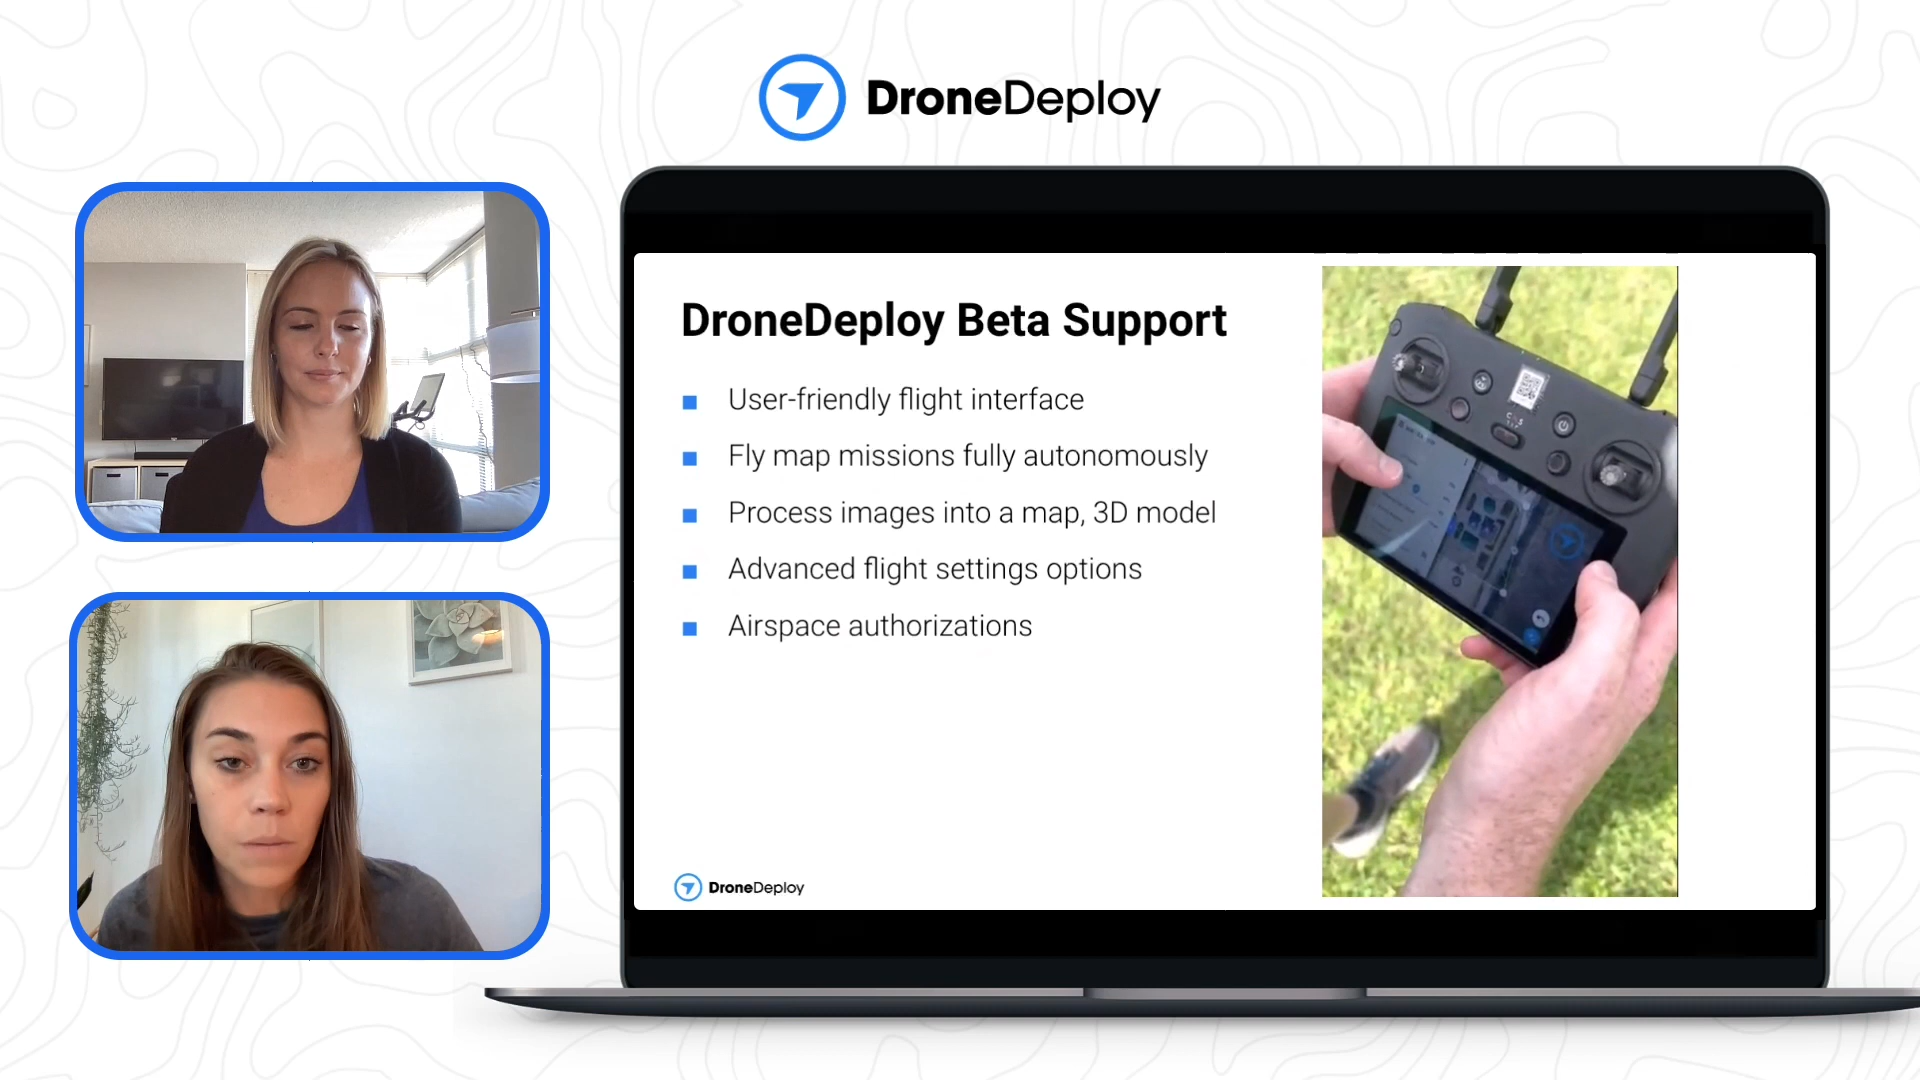 DroneDeploy
DroneDeploy Beta Support
User-friendly flight interface
Fly map missions fully autonomously
Process images into a map, 3D model
Advanced flight settings options
Airspace authorizations
DroneDeploy